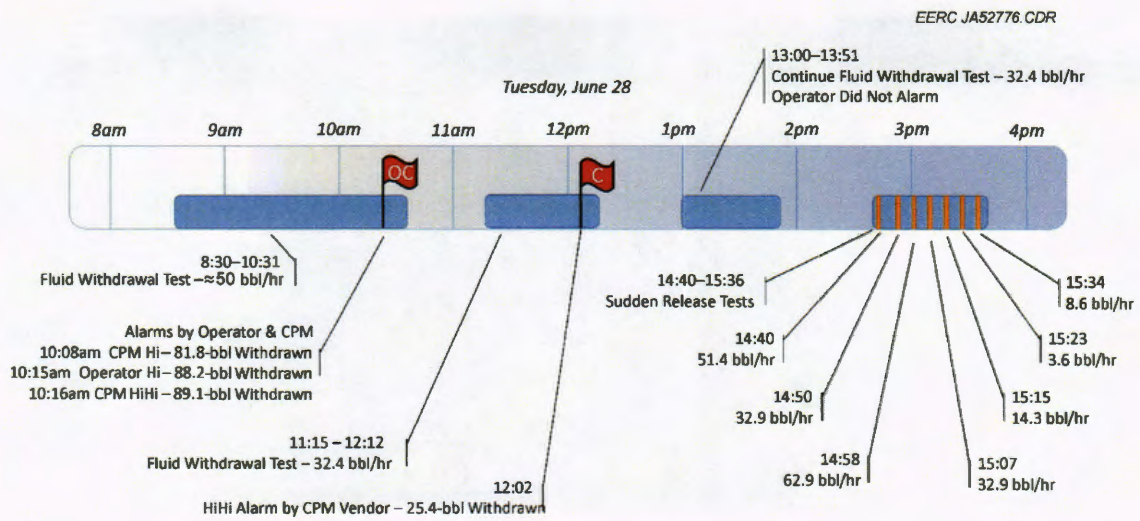 EERC JA52776.CDR
13:00–13:51
Continue Fluid Withdrawal Test – 32.4 bbl/hr
Operator Did Not Alarm
Tuesday, June 28
8am 9am 10am 11am 12pm 1pm 2pm 3pm 4pm
OC
C
8:30–10:31
Fluid Withdrawal Test –≈50 bbl/hr
Alarms by Operator & CPM
10:08am CPM Hi – 81.8-bbl Withdrawn
10:15am Operator Hi – 88.2-bbl Withdrawn
10:16am CPM HiHi – 89.1-bbl Withdrawn
11:15 – 12:12
Fluid Withdrawal Test – 32.4 bbl/hr
12:02
HiHi Alarm by CPM Vendor – 25.4-bbl Withdrawn
14:40–15:36
Sudden Release Tests
14:40
51.4 bbl/hr
14:50
32.9 bbl/hr
14:58
62.9 bbl/hr
15:07
32.9 bbl/hr
15:15
14.3 bbl/hr
15:23
3.6 bbl/hr
15:34
8.6 bbl/hr